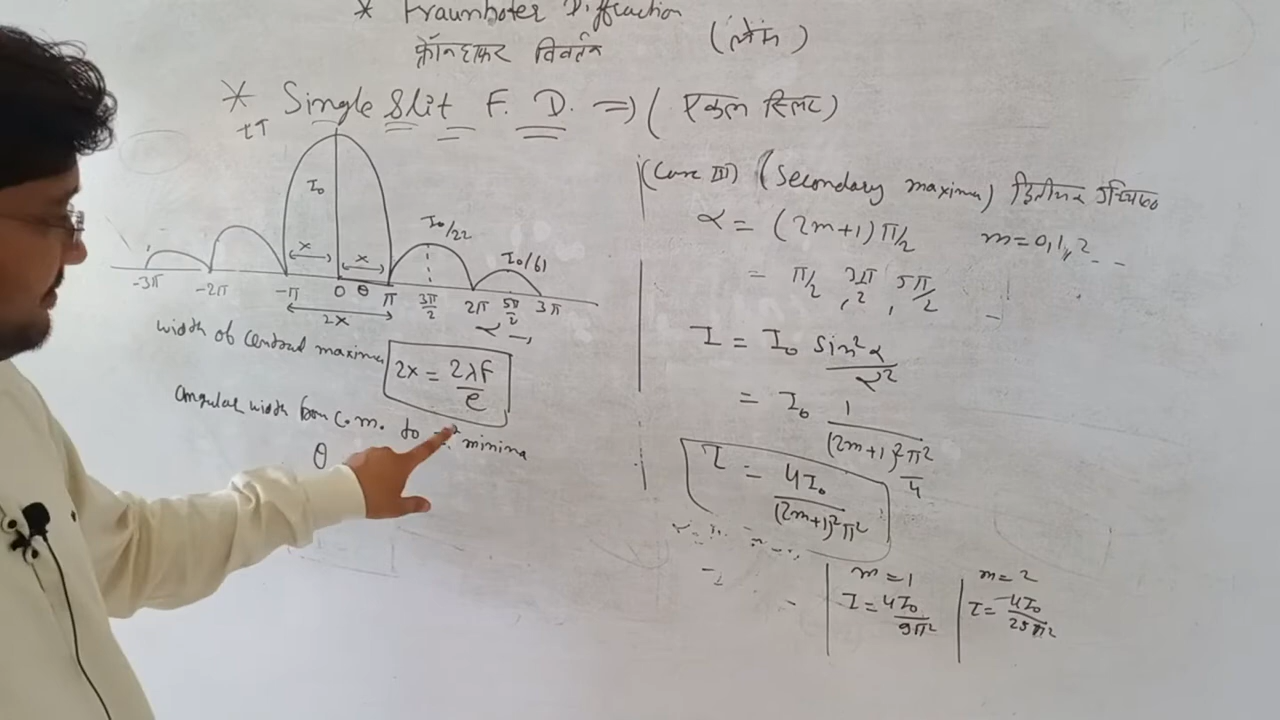 * Fraunhofer Diffraction
फ्रॉनहाफर विवर्तन (लेंस)
* Single Slit F. D. => (एकल स्लिट)
I₀
I₀/22
I₀/61
x x
-3π -2π -π 0 θ π 3π/2 2π 5π/2 3π
2x
α →
width of central maxima 2x = 2λf/e
angular width from C.m. to minima
θ
(Case III) (Secondary maxima) द्वितीयक उच्चिष्ठ
α = (2m+1)π/2 m=0,1,2...
= π/2, 3π/2, 5π/2
I = I₀ sin²α/α²
= I₀ 1/((2m+1)²π²/4)
I = 4I₀/((2m+1)²π²)
m=1
I = 4I₀/9π²
m=2
I = 4I₀/25π²